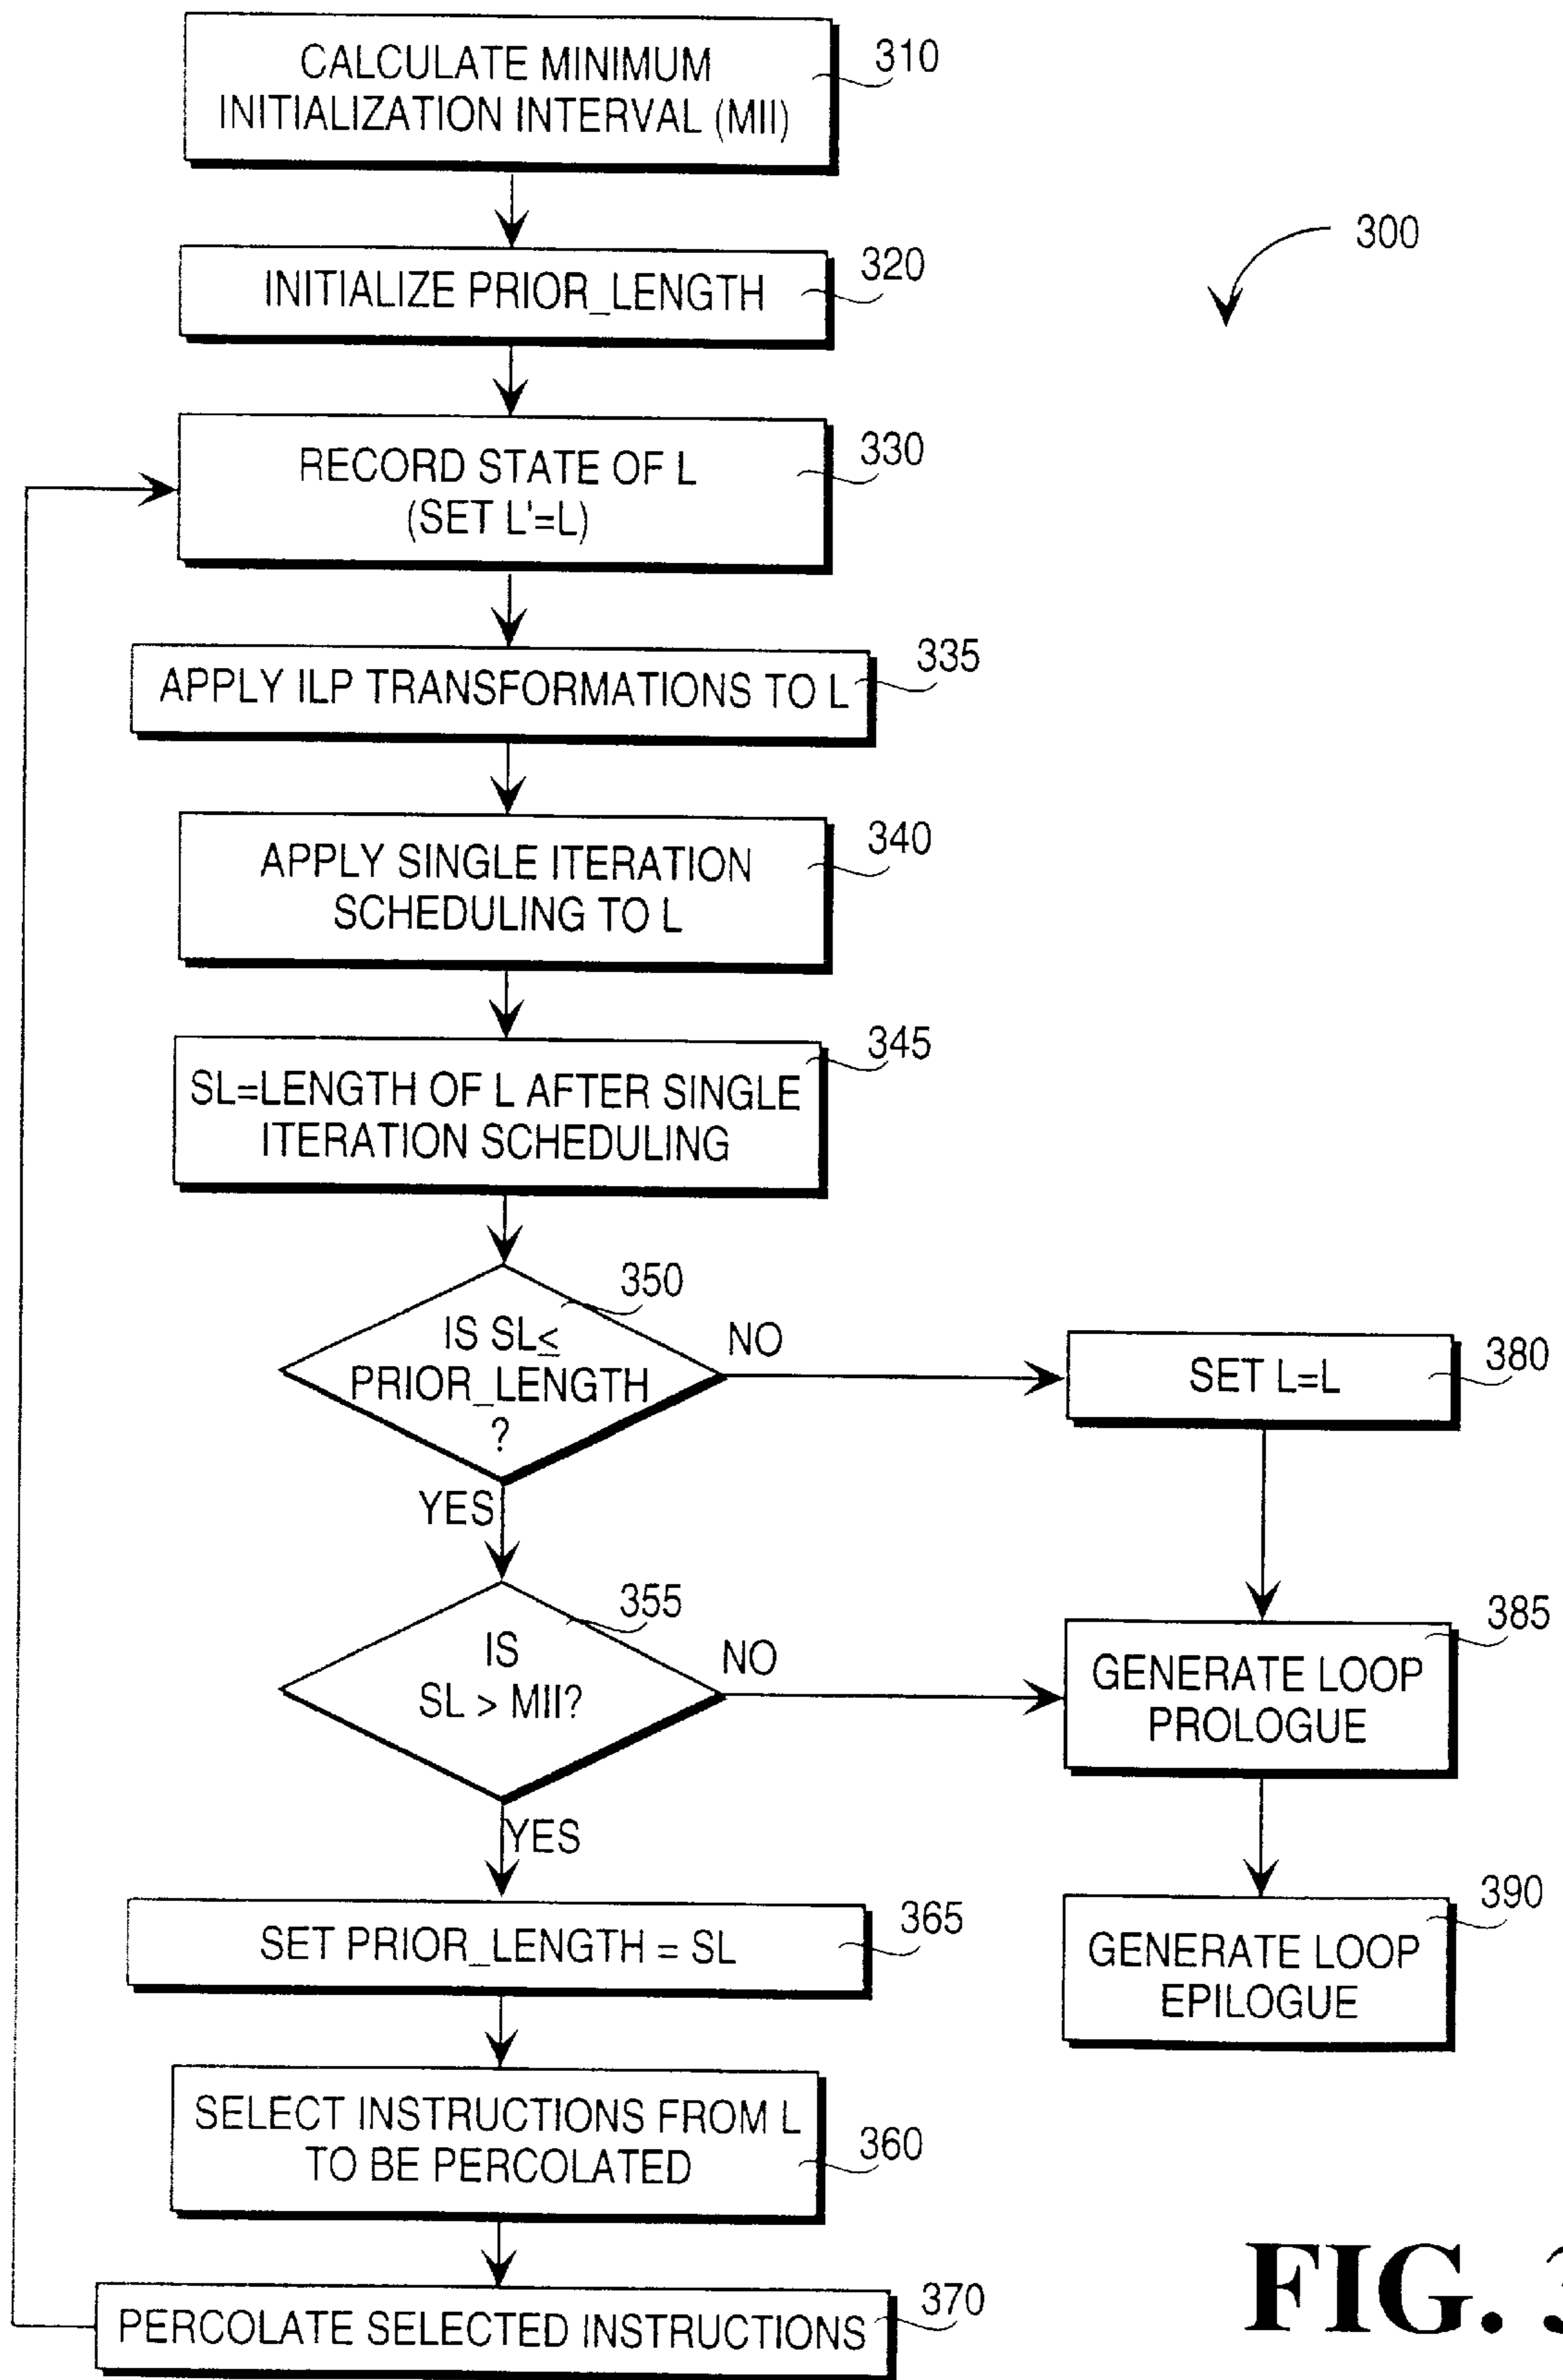 CALCULATE MINIMUM
INITIALIZATION INTERVAL (MII)
310
300
INITIALIZE PRIOR_LENGTH
320
RECORD STATE OF L
(SET L'=L)
330
APPLY ILP TRANSFORMATIONS TO L
335
APPLY SINGLE ITERATION
SCHEDULING TO L
340
SL=LENGTH OF L AFTER SINGLE
ITERATION SCHEDULING
345
IS SL≤
PRIOR_LENGTH
?
350
NO
SET L=L
380
YES
IS
SL > MII?
355
NO
GENERATE LOOP
PROLOGUE
385
YES
SET PRIOR_LENGTH = SL
365
GENERATE LOOP
EPILOGUE
390
SELECT INSTRUCTIONS FROM L
TO BE PERCOLATED
360
PERCOLATE SELECTED INSTRUCTIONS
370
FIG. 3